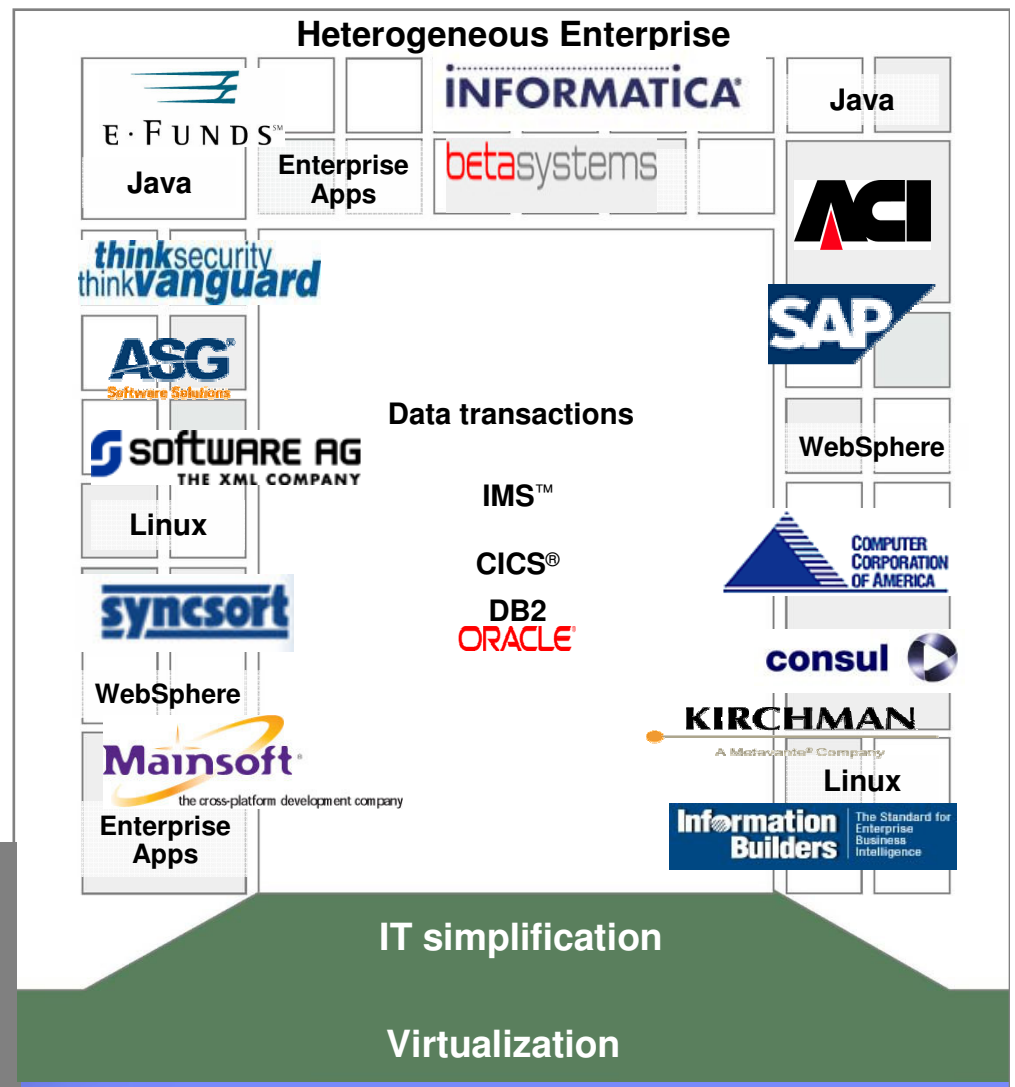 Heterogeneous Enterprise
E·FUNDS℠
Java
Enterprise
Apps
INFORMATICA®
betasystems
Java
ACI
thinksecurity
thinkvanguard
SAP
ASG®
Software Solutions
Data transactions
SOFTWARE AG
THE XML COMPANY
WebSphere
IMS™
Linux
CICS®
COMPUTER
CORPORATION
OF AMERICA
syncsort
DB2
ORACLE®
consul
WebSphere
KIRCHMAN
A Metavante® Company
Mainsoft®
the cross-platform development company
Linux
Enterprise
Apps
Information
Builders
The Standard for
Enterprise
Business
Intelligence
IT simplification
Virtualization